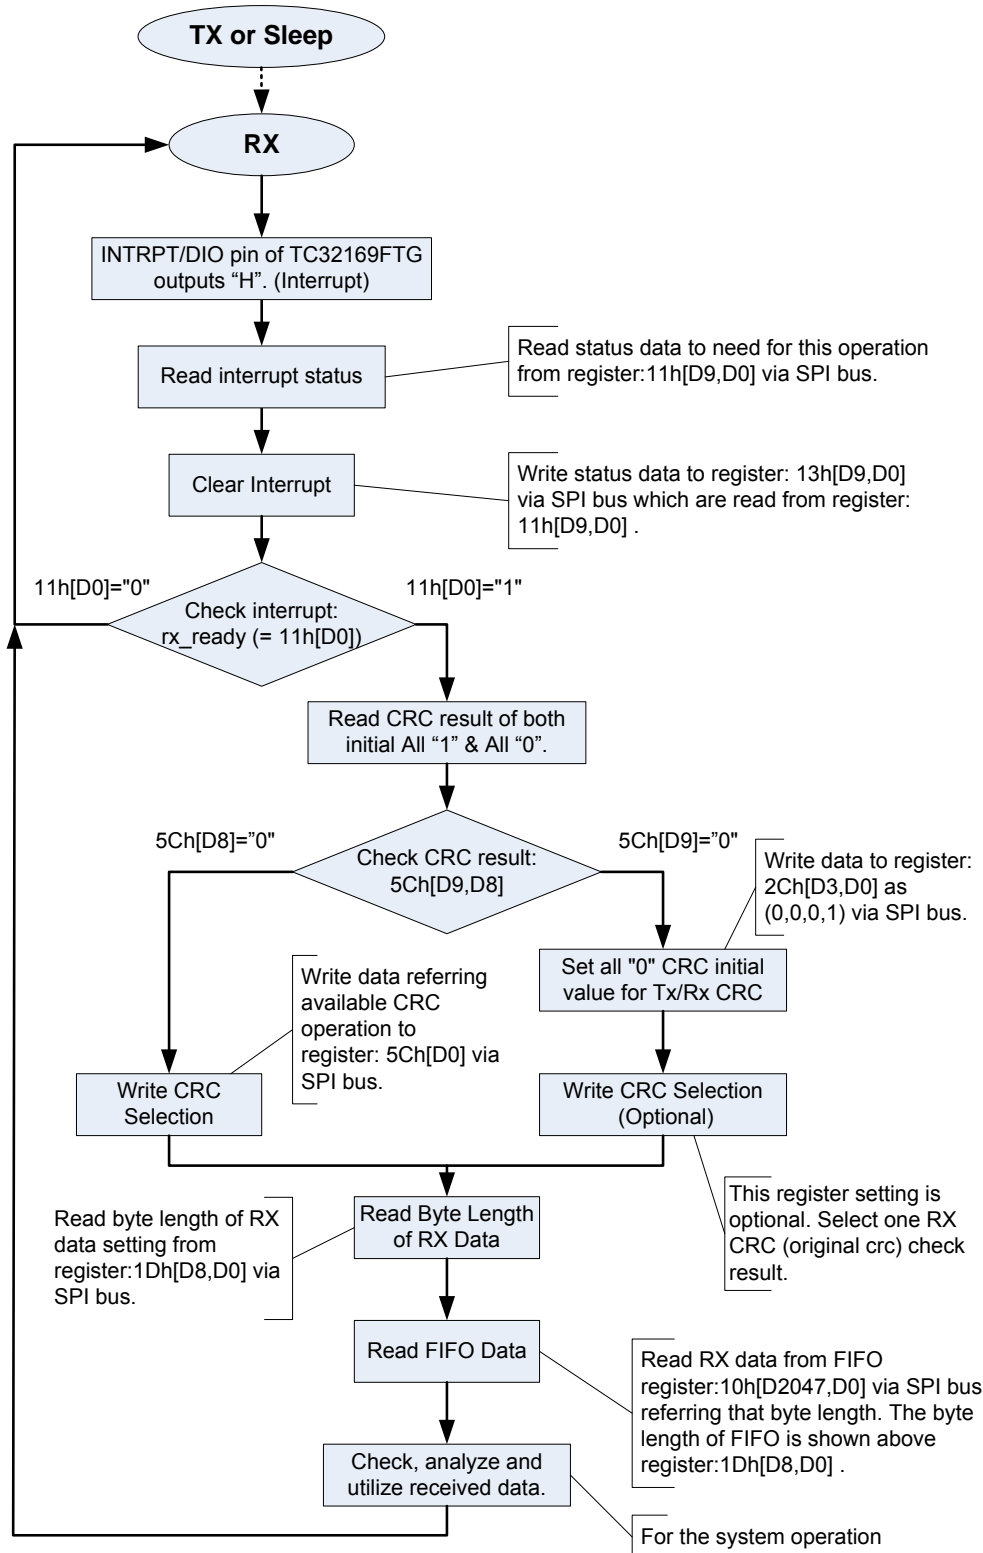 TX or Sleep
RX
INTRPT/DIO pin of TC32169FTG
outputs “H”. (Interrupt)
Read interrupt status
Read status data to need for this operation
from register:11h[D9,D0] via SPI bus.
Clear Interrupt
Write status data to register: 13h[D9,D0]
via SPI bus which are read from register:
11h[D9,D0] .
11h[D0]="0"
11h[D0]="1"
Check interrupt:
rx_ready (= 11h[D0])
Read CRC result of both
initial All “1” & All “0”.
5Ch[D8]=”0"
5Ch[D9]=”0"
Check CRC result:
5Ch[D9,D8]
Write data to register:
2Ch[D3,D0] as
(0,0,0,1) via SPI bus.
Set all "0" CRC initial
value for Tx/Rx CRC
Write data referring
available CRC
operation to
register: 5Ch[D0] via
SPI bus.
Write CRC
Selection
Write CRC Selection
(Optional)
This register setting is
optional. Select one RX
CRC (original crc) check
result.
Read byte length of RX
data setting from
register:1Dh[D8,D0] via
SPI bus.
Read Byte Length
of RX Data
Read FIFO Data
Read RX data from FIFO
register:10h[D2047,D0] via SPI bus
referring that byte length. The byte
length of FIFO is shown above
register:1Dh[D8,D0] .
Check, analyze and
utilize received data.
For the system operation